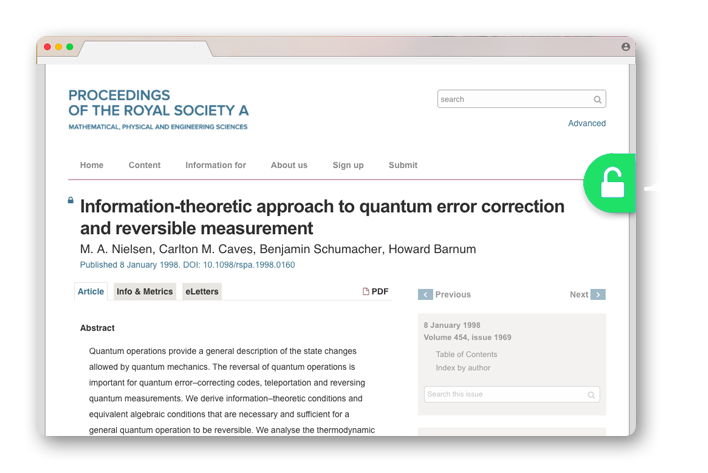 PROCEEDINGS
OF THE ROYAL SOCIETY A
MATHEMATICAL, PHYSICAL AND ENGINEERING SCIENCES
search
Advanced
Home Content Information for About us Sign up Submit
Information-theoretic approach to quantum error correction
and reversible measurement
M. A. Nielsen, Carlton M. Caves, Benjamin Schumacher, Howard Barnum
Published 8 January 1998. DOI: 10.1098/rspa.1998.0160
Article Info & Metrics eLetters PDF
Previous Next
Abstract
Quantum operations provide a general description of the state changes
allowed by quantum mechanics. The reversal of quantum operations is
important for quantum error–correcting codes, teleportation and reversing
quantum measurements. We derive information–theoretic conditions and
equivalent algebraic conditions that are necessary and sufficient for a
general quantum operation to be reversible. We analyse the thermodynamic
8 January 1998
Volume 454, issue 1969
Table of Contents
Index by author
Search this issue